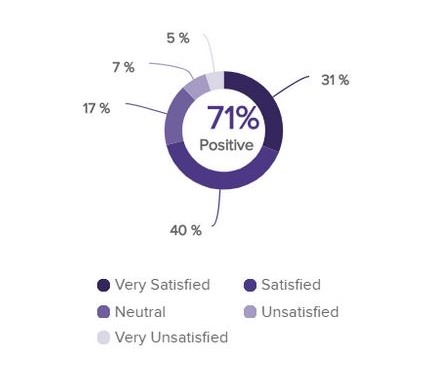 5 %
7 %
31 %
17 %
71%
Positive
40 %
Very Satisfied
Satisfied
Neutral
Unsatisfied
Very Unsatisfied